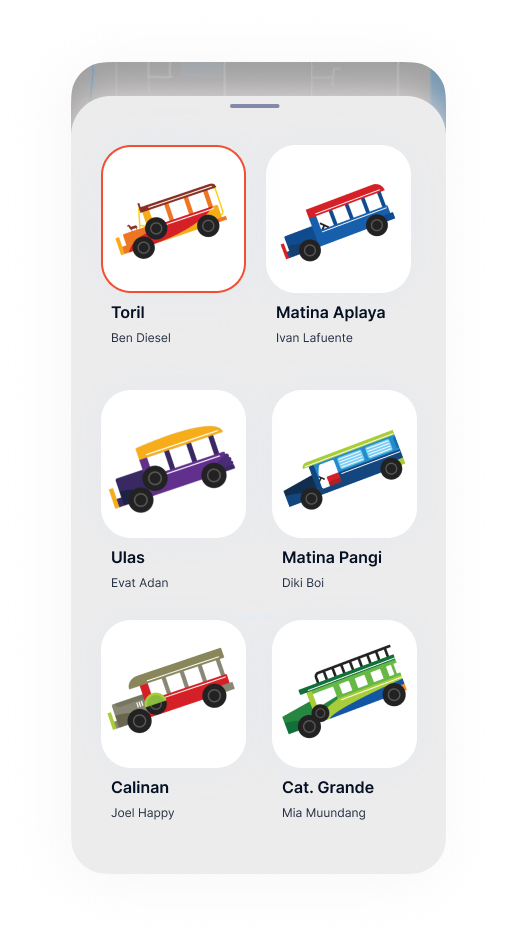 Toril
Ben Diesel
Matina Aplaya
Ivan Lafuente
Ulas
Evat Adan
Matina Pangi
Diki Boi
Calinan
Joel Happy
Cat. Grande
Mia Muundang